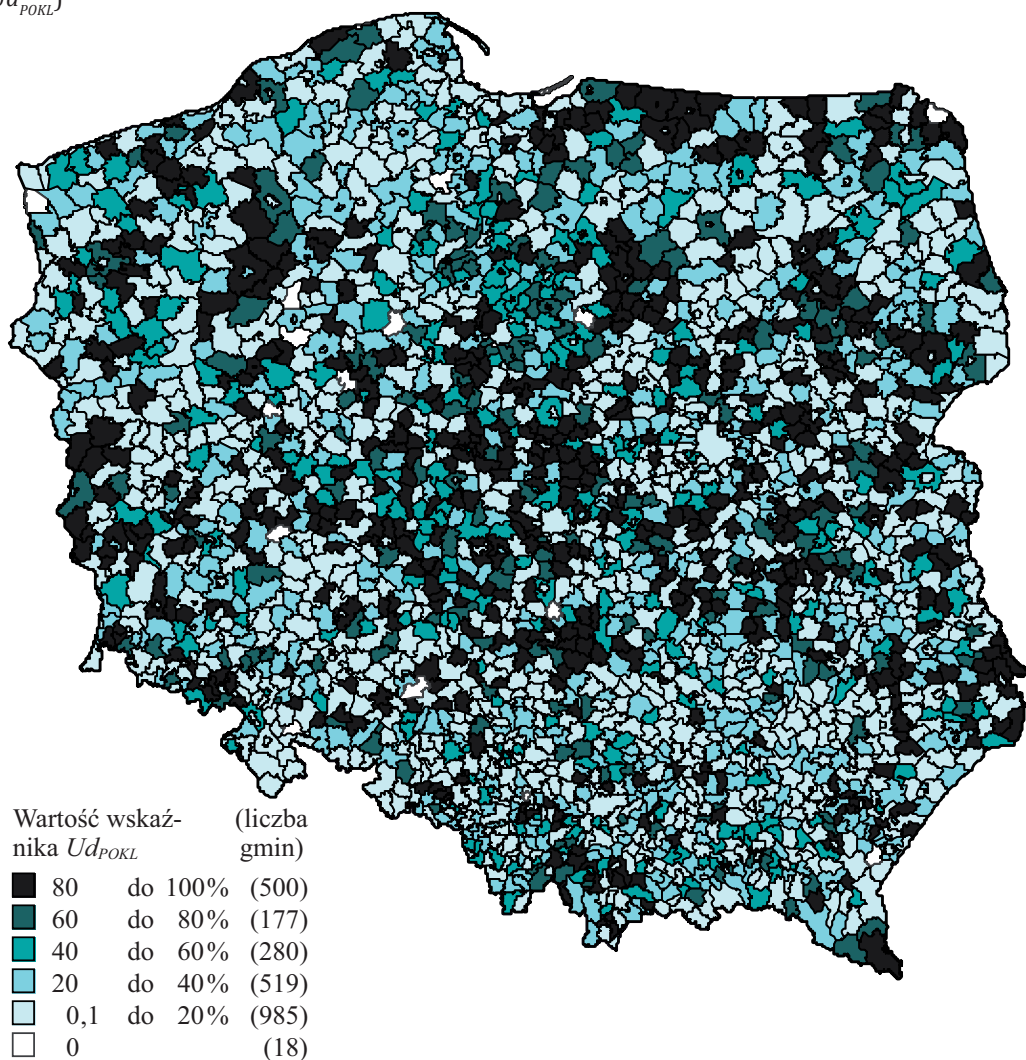 Ud_POKL)
Wartość wskaź- (liczba
nika Ud_POKL gmin)
80 do 100% (500)
60 do 80% (177)
40 do 60% (280)
20 do 40% (519)
0,1 do 20% (985)
0 (18)